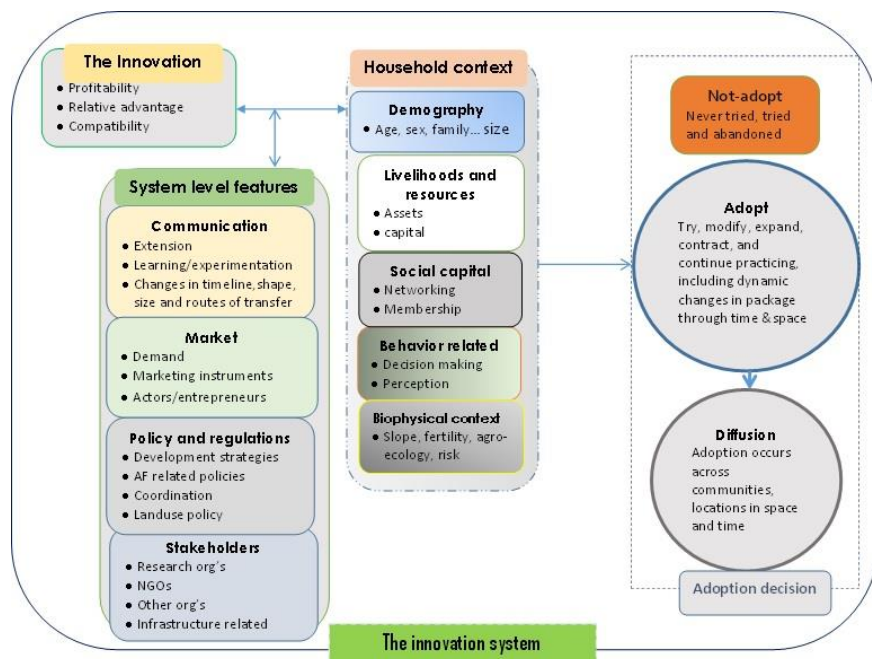 The Innovation
● Profitability
● Relative advantage
● Compatibility
System level features
Communication
● Extension
● Learning/experimentation
● Changes in timeline, shape,
size and routes of transfer
Market
● Demand
● Marketing instruments
● Actors/entrepreneurs
Policy and regulations
● Development strategies
● AF related policies
● Coordination
● Landuse policy
Stakeholders
● Research org's
● NGOs
● Other org's
● Infrastructure related
Household context
Demography
● Age, sex, family... size
Livelihoods and
resources
● Assets
● capital
Social capital
● Networking
● Membership
Behavior related
● Decision making
● Perception
Biophysical context
● Slope, fertility, agro-
ecology, risk
Not-adopt
Never tried, tried
and abandoned
Adopt
Try, modify, expand,
contract, and
continue practicing,
including dynamic
changes in package
through time & space
Diffusion
Adoption occurs
across
communities,
locations in space
and time
Adoption decision
The innovation system